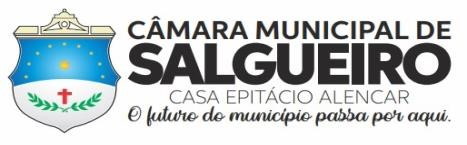 CÂMARA MUNICIPAL DE
SALGUEIRO
CASA EPITÁCIO ALENCAR
O futuro do município passa por aqui.